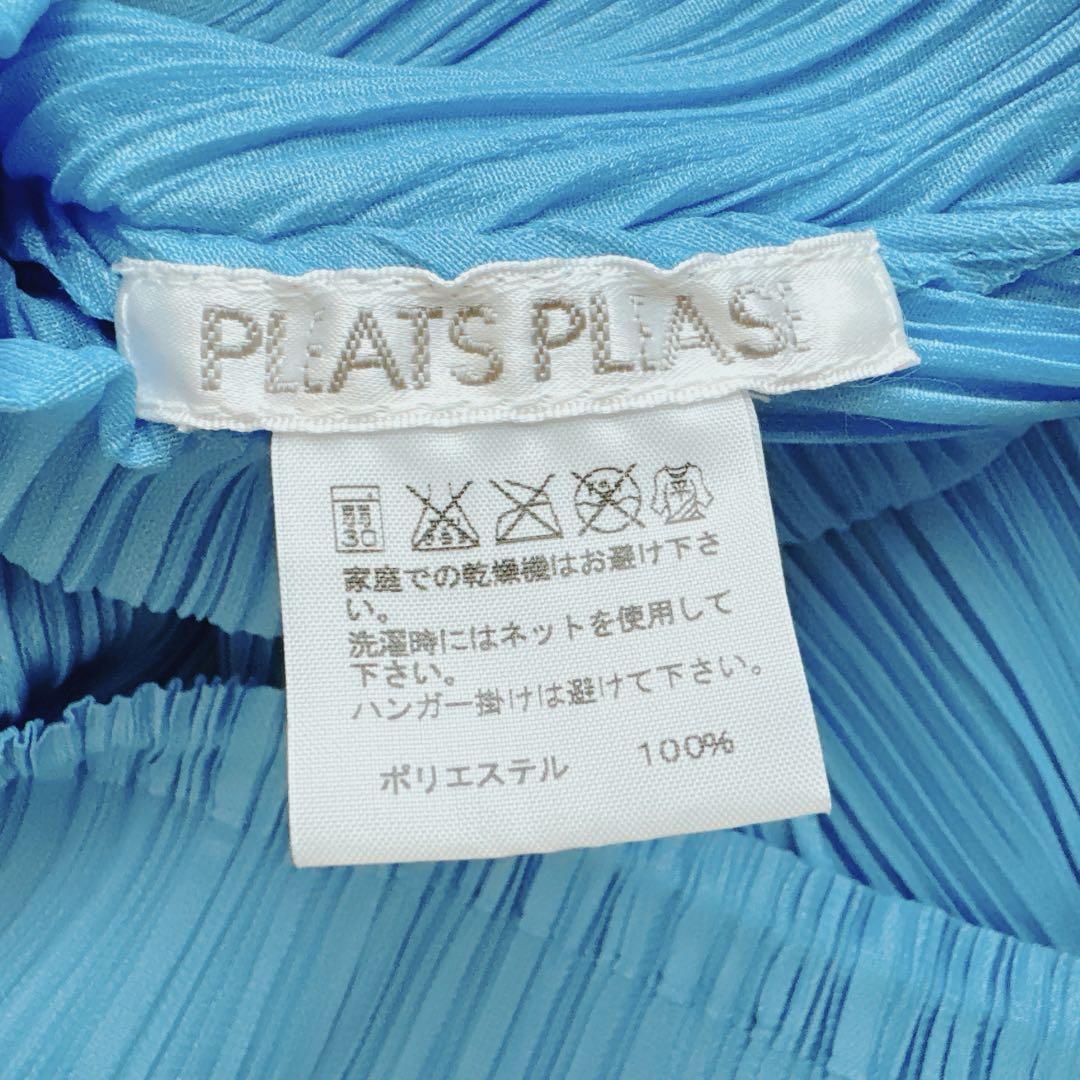 PLEATS PLEASE
30
平
家庭での乾燥機はお避け下さ
い。
洗濯時にはネットを使用して
下さい。
ハンガー掛けは避けて下さい。
ポリエステル 100%